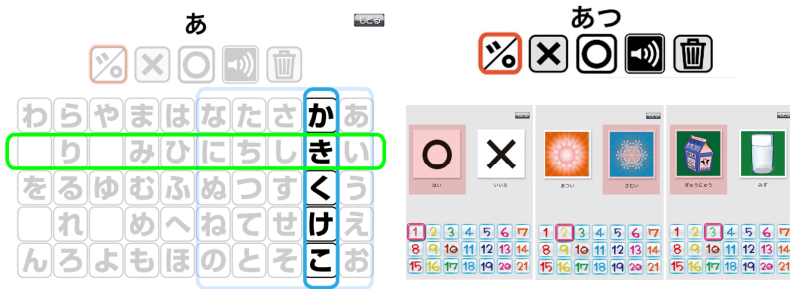 あ
もどる
わらやまはなたさかあ
り みひにちしきい
をるゆむふぬつすくう
れ めへねてせけえ
んろよもほのとそこお
あつ
はい いいえ
1 2 3 4 5 6 7
8 9 10 11 12 13 14
15 16 17 18 19 20 21
あつい さむい
1 2 3 4 5 6 7
8 9 10 11 12 13 14
15 16 17 18 19 20 21
ぎゅうにゅう みず
1 2 3 4 5 6 7
8 9 10 11 12 13 14
15 16 17 18 19 20 21